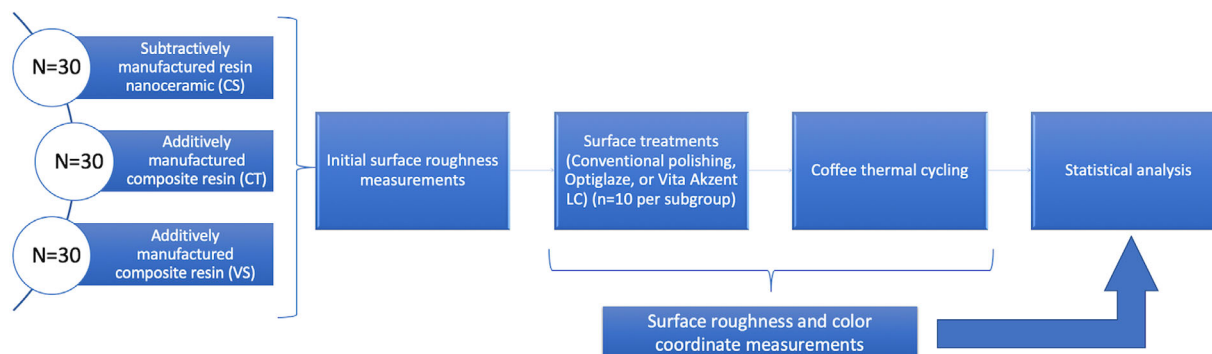 N=30
Subtractively
manufactured resin
nanoceramic (CS)
N=30
Additively
manufactured
composite resin (CT)
N=30
Additively
manufactured
composite resin (VS)
Initial surface roughness
measurements
Surface treatments
(Conventional polishing,
Optiglaze, or Vita Akzent
LC) (n=10 per subgroup)
Coffee thermal cycling
Statistical analysis
Surface roughness and color
coordinate measurements